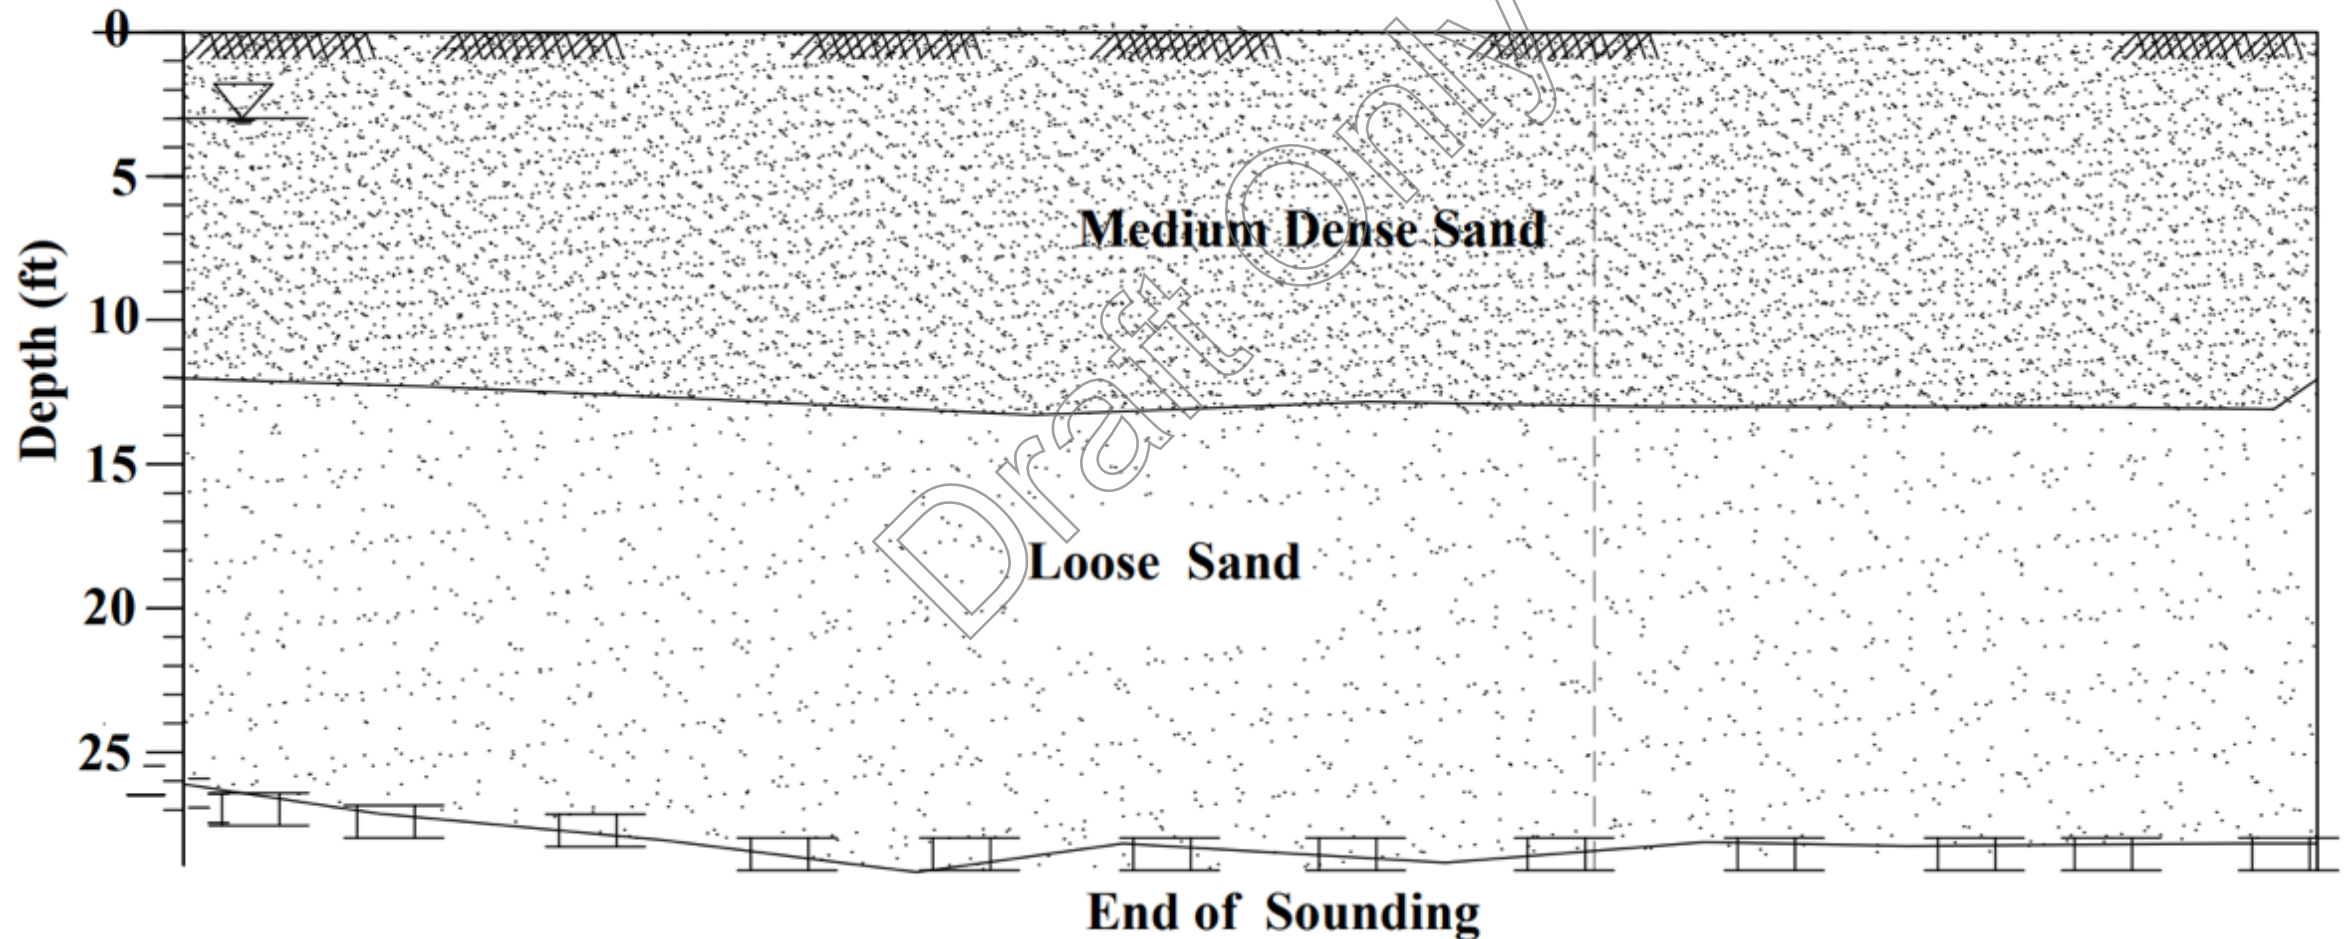 0
5
Medium Dense Sand
10
Depth (ft)
15
Loose Sand
20
25
End of Sounding
Draft Only